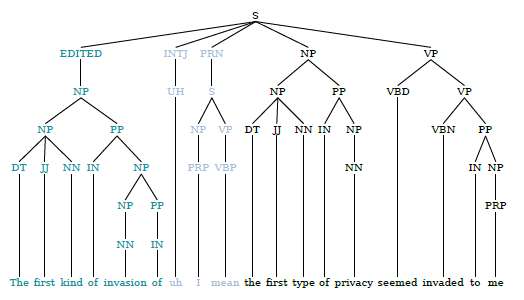 S
EDITED INTJ PRN NP VP
NP UH S NP PP VBD VP
NP PP NP VP DT JJ NN IN NP VBN PP
DT JJ NN IN NP PRP VBP NN IN NP
NP PP PRP
NN IN
The first kind of invasion of uh I mean the first type of privacy seemed invaded to me